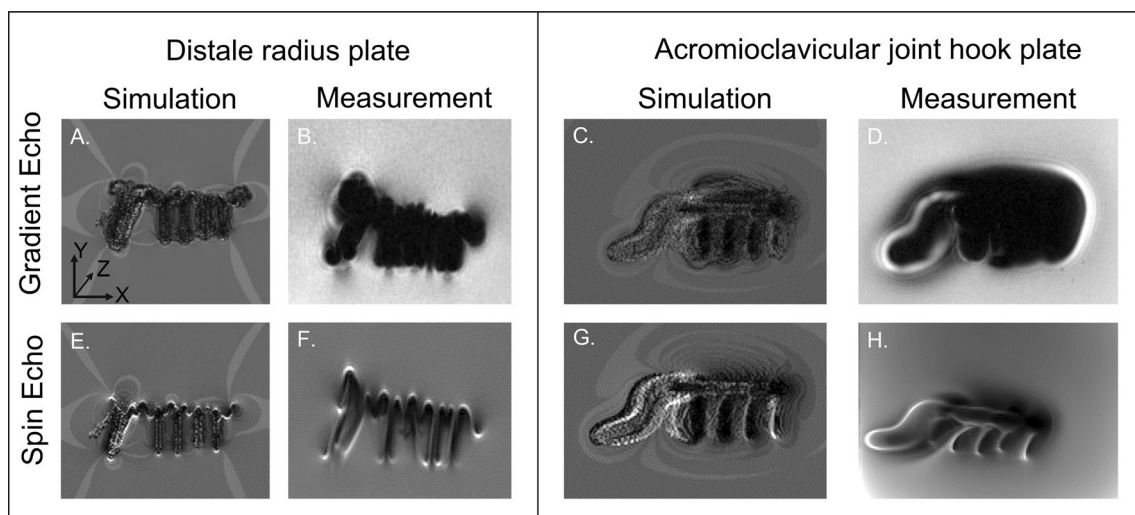 Distale radius plate
Acromioclavicular joint hook plate
Simulation
Measurement
Simulation
Measurement
Gradient Echo
A.
B.
C.
D.
Y
Z
X
Spin Echo
E.
F.
G.
H.